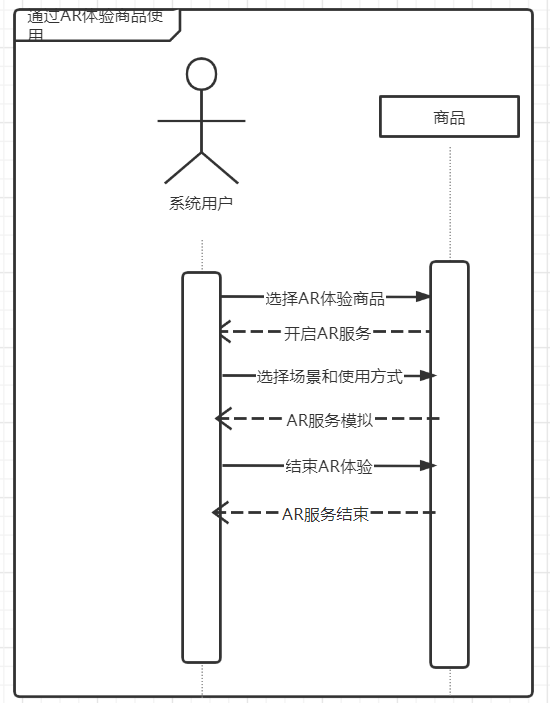 通过AR体验商品使
用
商品
系统用户
选择AR体验商品
开启AR服务
选择场景和使用方式
AR服务模拟
结束AR体验
AR服务结束